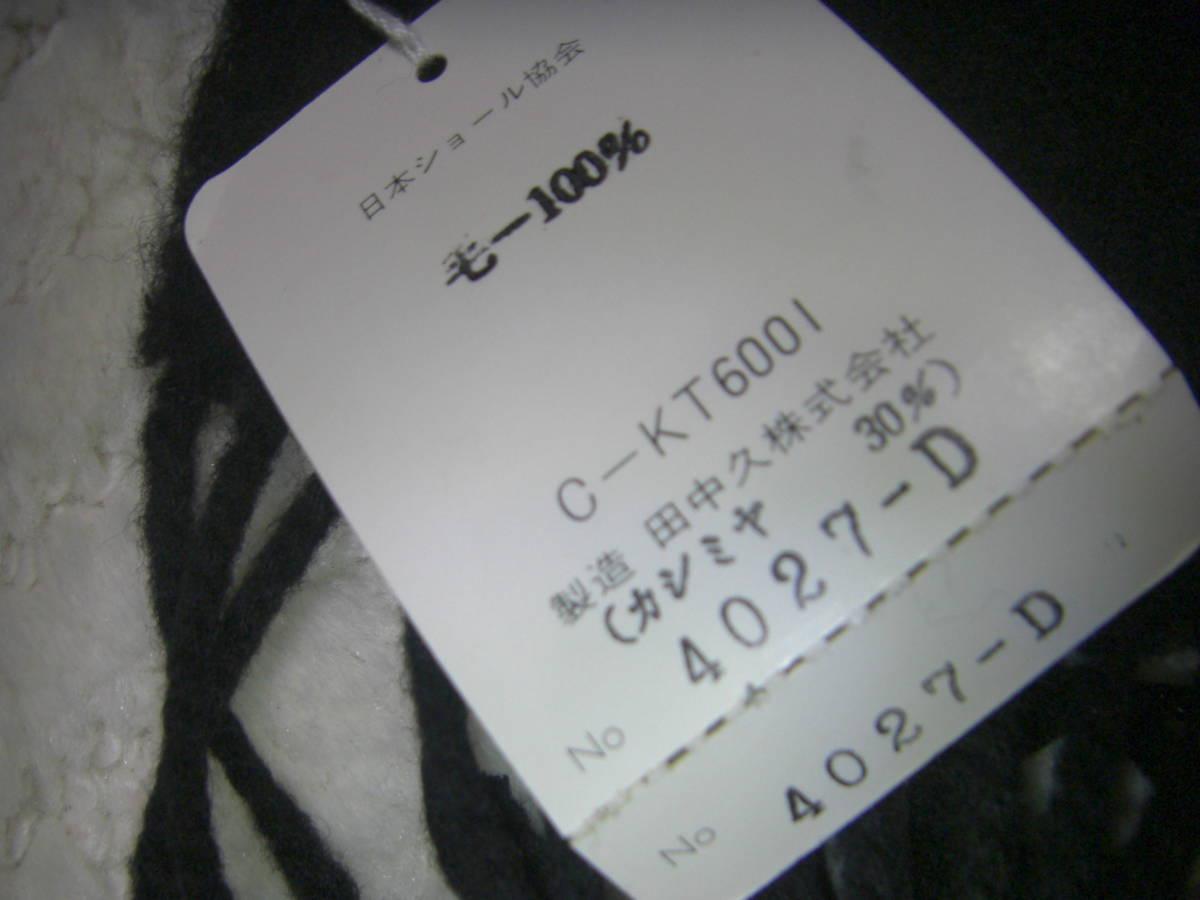 日本ショール協会
毛ー100%
C－KT6001
製造 田中久株式会社
(カシミヤ 30%)
No 4027-D
No 4027-D